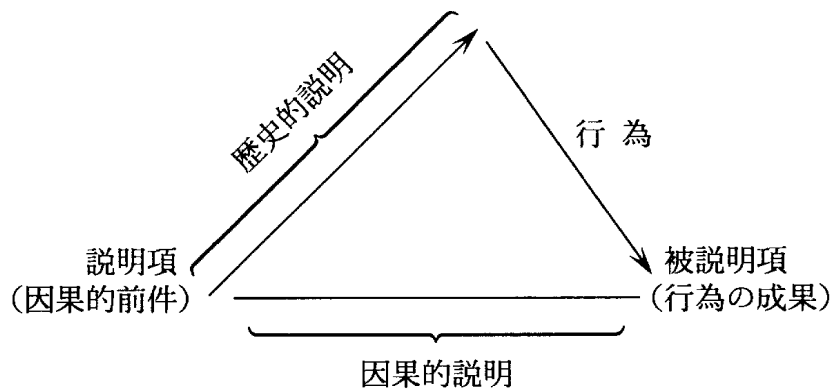 歴史的説明
行為
説明項
(因果的前件)
被説明項
(行為の成果)
因果的説明